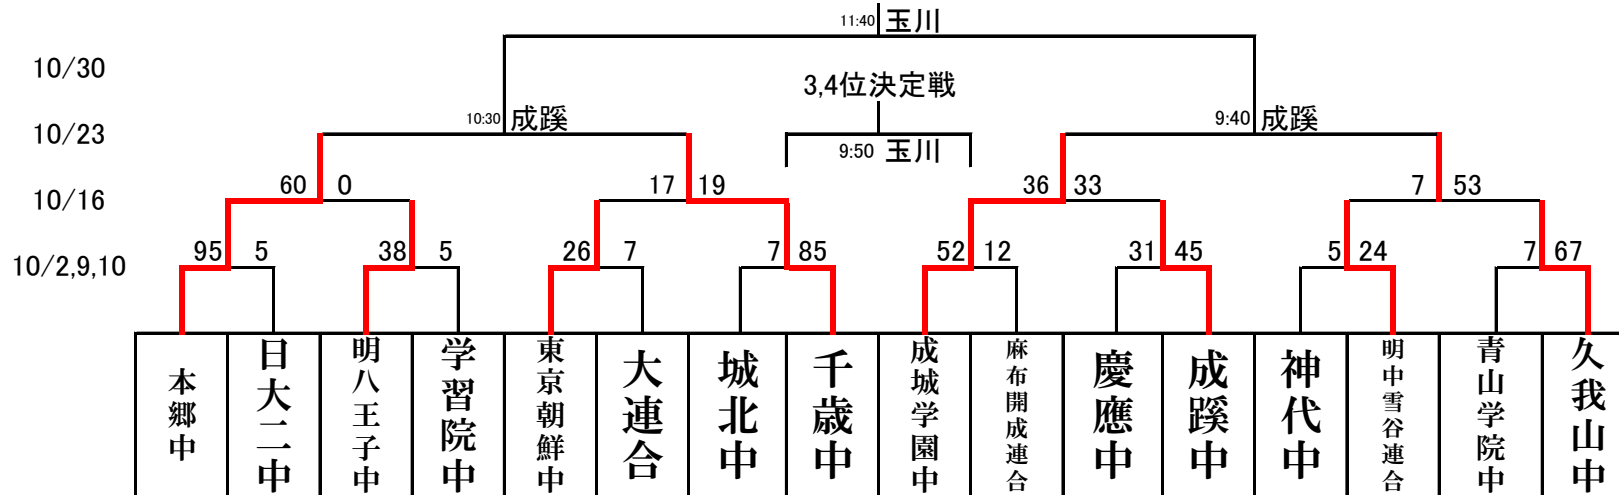 11:40 玉川
10/30
3,4位決定戦
10:30 成蹊
9:40 成蹊
10/23
9:50 玉川
10/16
60 0
17 19
36 33
7 53
10/2,9,10
95 5
38 5
26 7
7 85
52 12
31 45
5 24
7 67
本郷中
日大二中
明八王子中
学習院中
東京朝鮮中
大連合
城北中
千歳中
成城学園中
麻布開成連合
慶應中
成蹊中
神代中
明中雪谷連合
青山学院中
久我山中